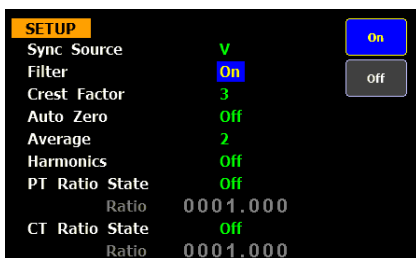 SETUP
Sync Source V
Filter On
Crest Factor 3
Auto Zero Off
Average 2
Harmonics Off
PT Ratio State Off
Ratio 0001.000
CT Ratio State Off
Ratio 0001.000
On
Off